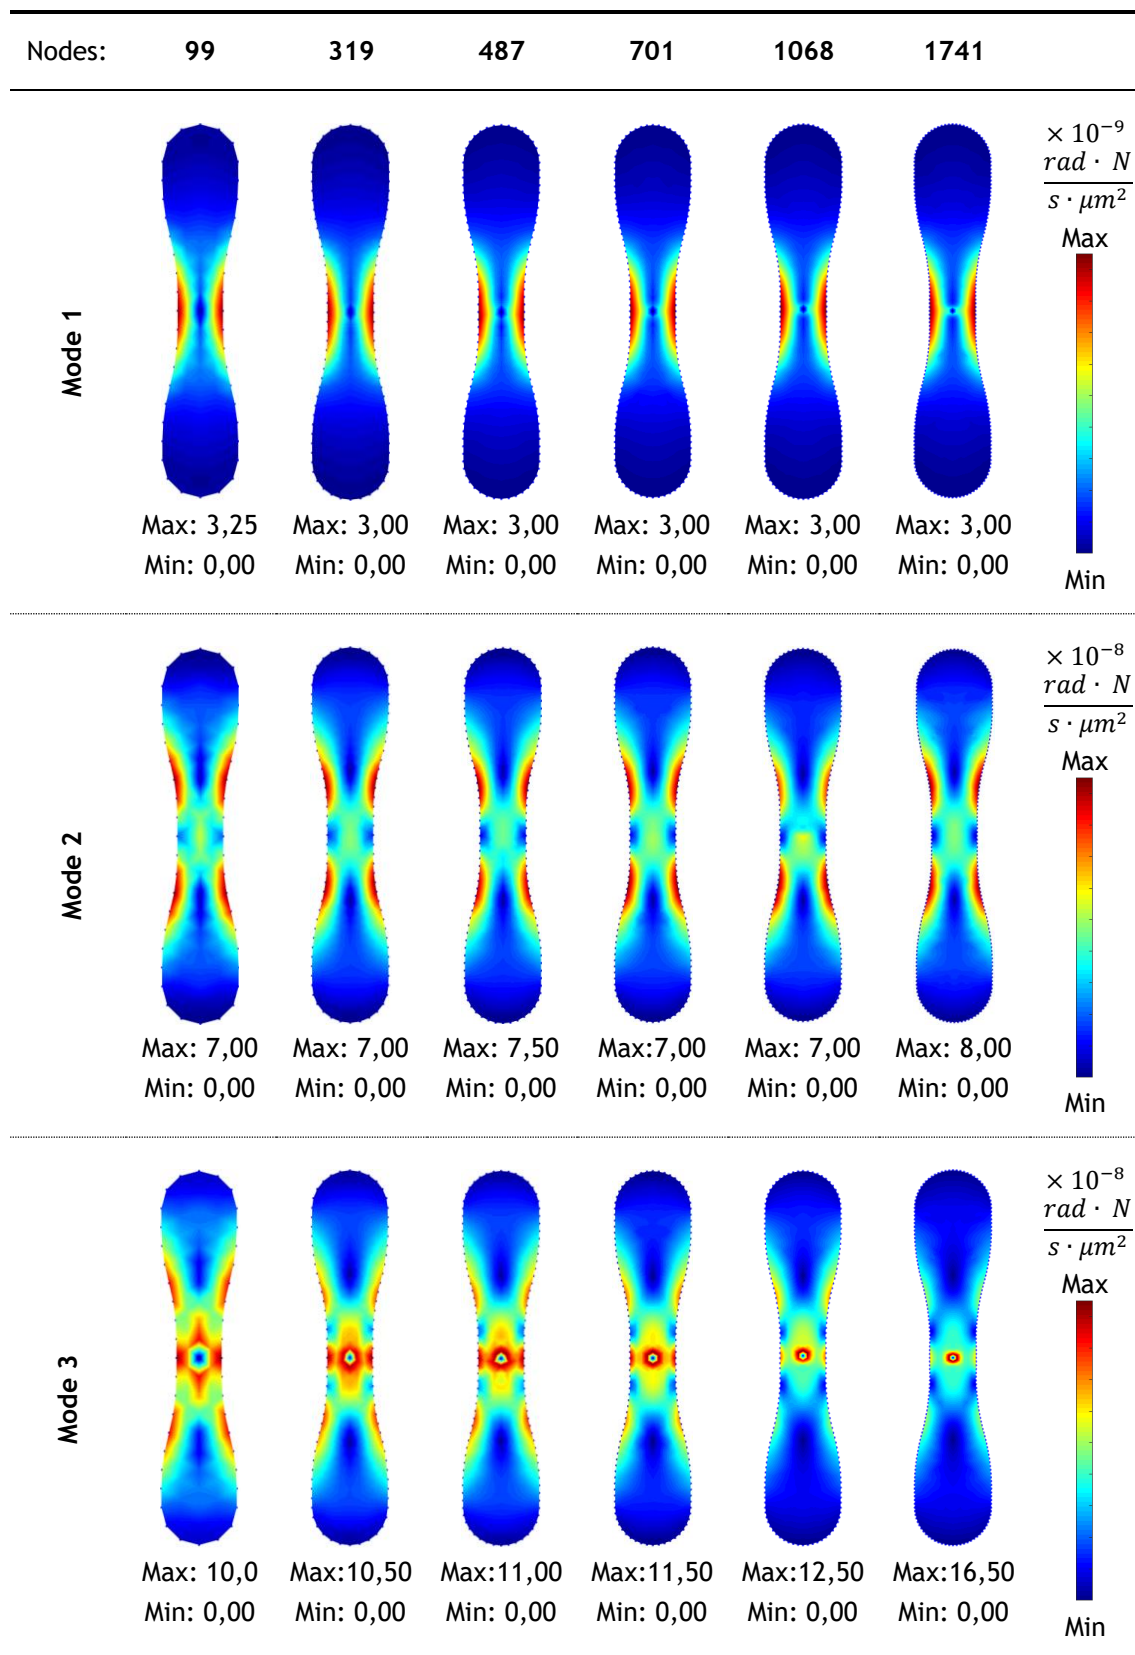 Nodes: 99 319 487 701 1068 1741
× 10⁻⁹
rad · N
s · μm²
Max
Mode 1
Min
Max: 3,25 Max: 3,00 Max: 3,00 Max: 3,00 Max: 3,00 Max: 3,00
Min: 0,00 Min: 0,00 Min: 0,00 Min: 0,00 Min: 0,00 Min: 0,00
× 10⁻⁸
rad · N
s · μm²
Max
Mode 2
Min
Max: 7,00 Max: 7,00 Max: 7,50 Max:7,00 Max: 7,00 Max: 8,00
Min: 0,00 Min: 0,00 Min: 0,00 Min: 0,00 Min: 0,00 Min: 0,00
× 10⁻⁸
rad · N
s · μm²
Max
Mode 3
Min
Max: 10,0 Max:10,50 Max:11,00 Max:11,50 Max:12,50 Max:16,50
Min: 0,00 Min: 0,00 Min: 0,00 Min: 0,00 Min: 0,00 Min: 0,00